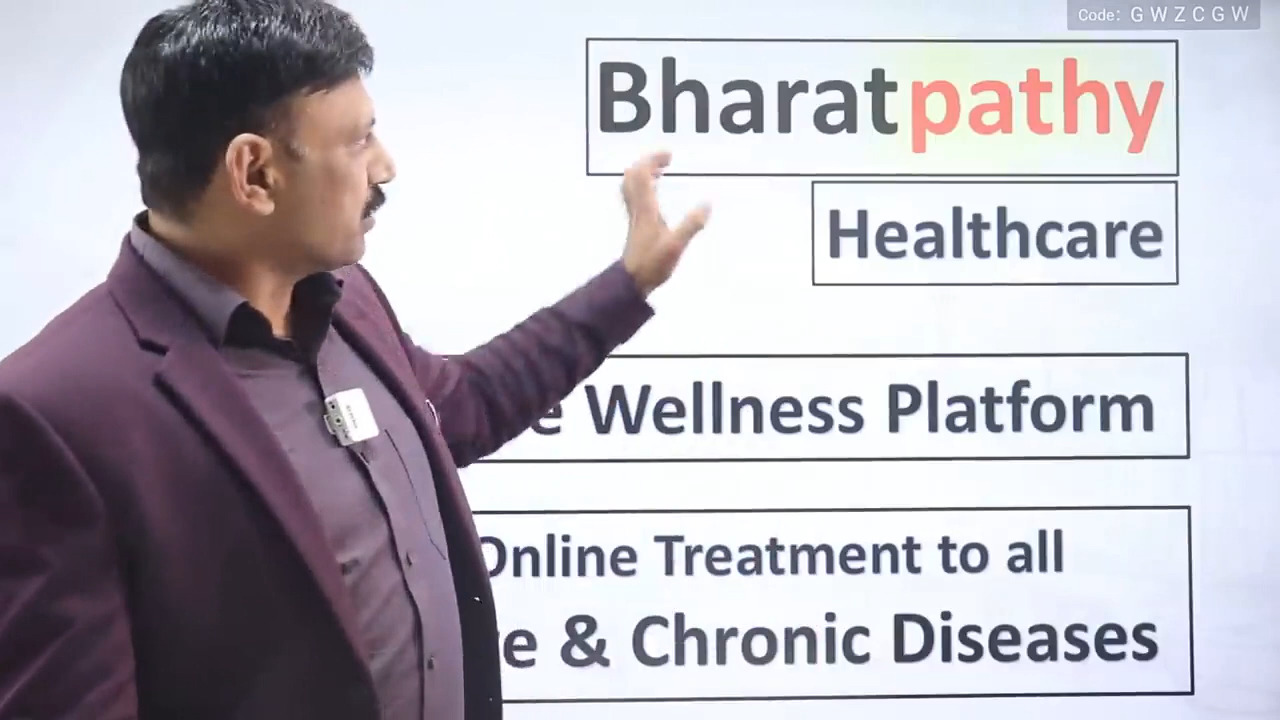 Code: G W Z C G W
Bharatpathy
Healthcare
Wellness Platform
Online Treatment to all
& Chronic Diseases